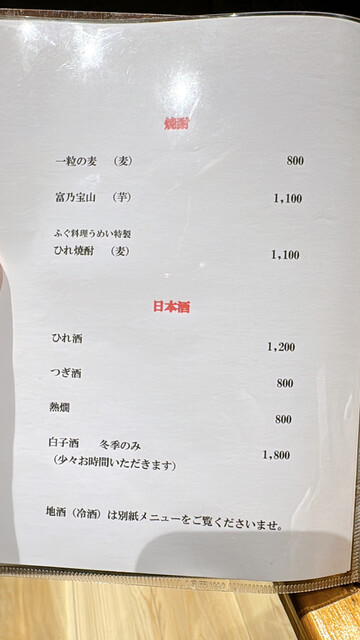 焼酎
一粒の麦 (麦) 800
富乃宝山 (芋) 1,100
ふぐ料理うめい特製
ひれ焼酎 (麦) 1,100
日本酒
ひれ酒 1,200
つぎ酒 800
熱燗 800
白子酒 冬季のみ 1,800
(少々お時間いただきます)
地酒(冷酒)は別紙メニューをご覧くださいませ。